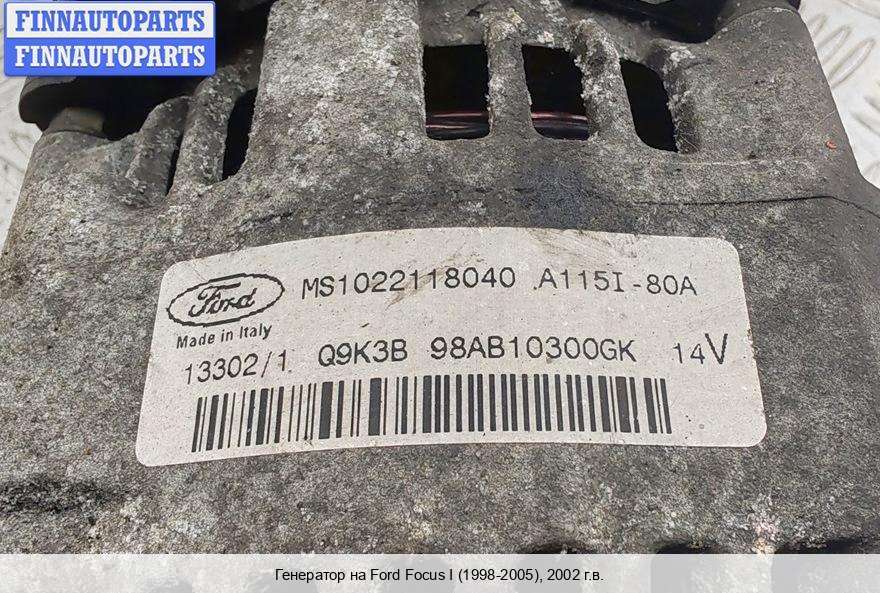 FINNAUTOPARTS
FINNAUTOPARTS
Ford
MS1022118040 A115I-80A
Made in Italy
13302/1 Q9K3B 98AB10300GK 14V
Генератор на Ford Focus I (1998-2005), 2002 г.в.